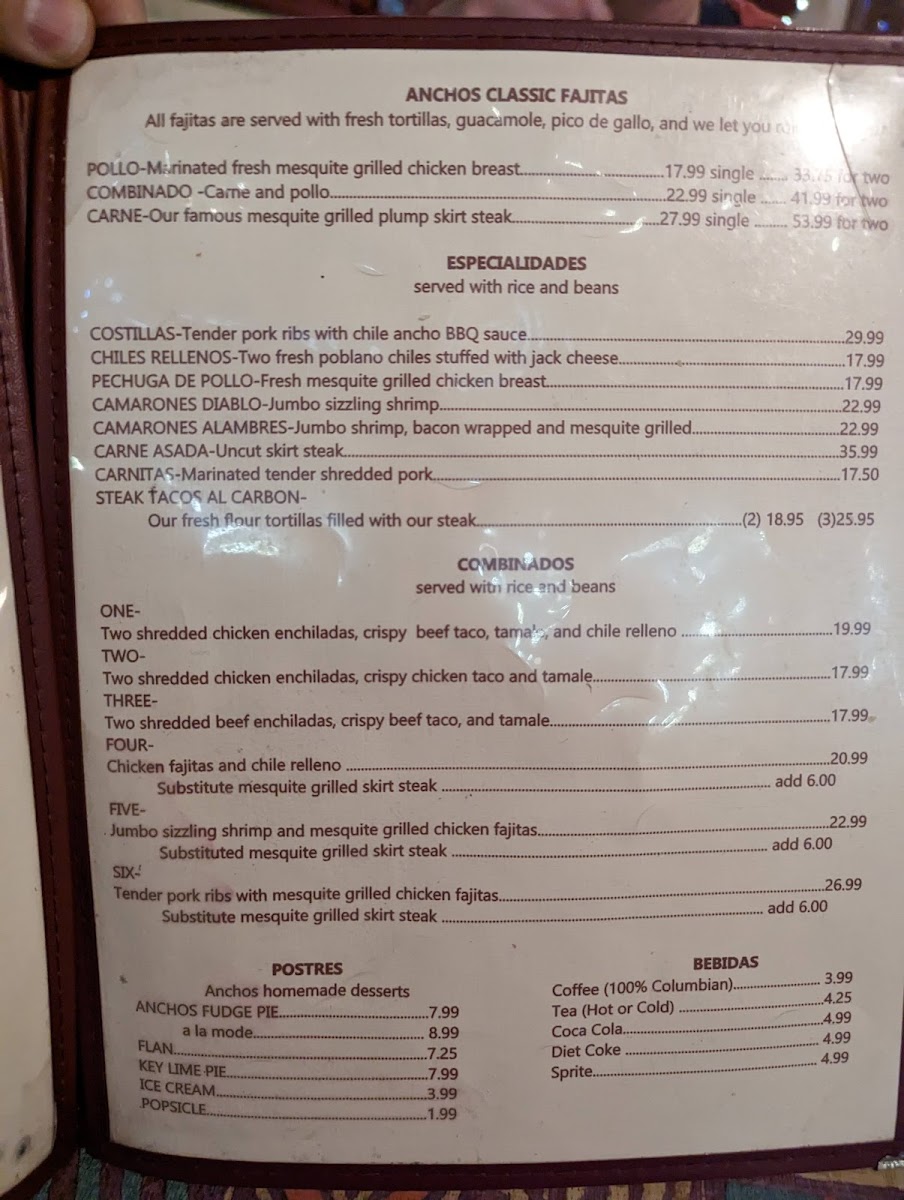 ANCHOS CLASSIC FAJITAS
All fajitas are served with fresh tortillas, guacamole, pico de gallo, and we let you
POLLO-Marinated fresh mesquite grilled chicken breast..........17.99 single ....... for two
COMBINADO -Carne and pollo..........22.99 single ...... 41.99 for two
CARNE-Our famous mesquite grilled plump skirt steak..........27.99 single ......... 53.99 for two
ESPECIALIDADES
served with rice and beans
COSTILLAS-Tender pork ribs with chile ancho BBQ sauce..........29.99
CHILES RELLENOS-Two fresh poblano chiles stuffed with jack cheese..........17.99
PECHUGA DE POLLO-Fresh mesquite grilled chicken breast..........17.99
CAMARONES DIABLO-Jumbo sizzling shrimp..........22.99
CAMARONES ALAMBRES-Jumbo shrimp, bacon wrapped and mesquite grilled..........22.99
CARNE ASADA-Uncut skirt steak..........35.99
CARNITAS-Marinated tender shredded pork..........17.50
STEAK TACOS AL CARBON-
Our fresh flour tortillas filled with our steak..........(2) 18.95 (3)25.95
COMBINADOS
served with rice and beans
ONE-
Two shredded chicken enchiladas, crispy beef taco, tamale, and chile relleno ..........19.99
TWO-
Two shredded chicken enchiladas, crispy chicken taco and tamale..........17.99
THREE-
Two shredded beef enchiladas, crispy beef taco, and tamale..........17.99
FOUR-
Chicken fajitas and chile relleno ..........20.99
Substitute mesquite grilled skirt steak .......... add 6.00
FIVE-
Jumbo sizzling shrimp and mesquite grilled chicken fajitas..........22.99
Substituted mesquite grilled skirt steak .......... add 6.00
SIX-
Tender pork ribs with mesquite grilled chicken fajitas..........26.99
Substitute mesquite grilled skirt steak .......... add 6.00
POSTRES
Anchos homemade desserts
ANCHOS FUDGE PIE..........7.99
a la mode.......... 8.99
FLAN..........7.25
KEY LIME PIE..........7.99
ICE CREAM..........3.99
POPSICLE..........1.99
BEBIDAS
Coffee (100% Columbian).......... 3.99
Tea (Hot or Cold) ..........4.25
Coca Cola..........4.99
Diet Coke .......... 4.99
Sprite.......... 4.99